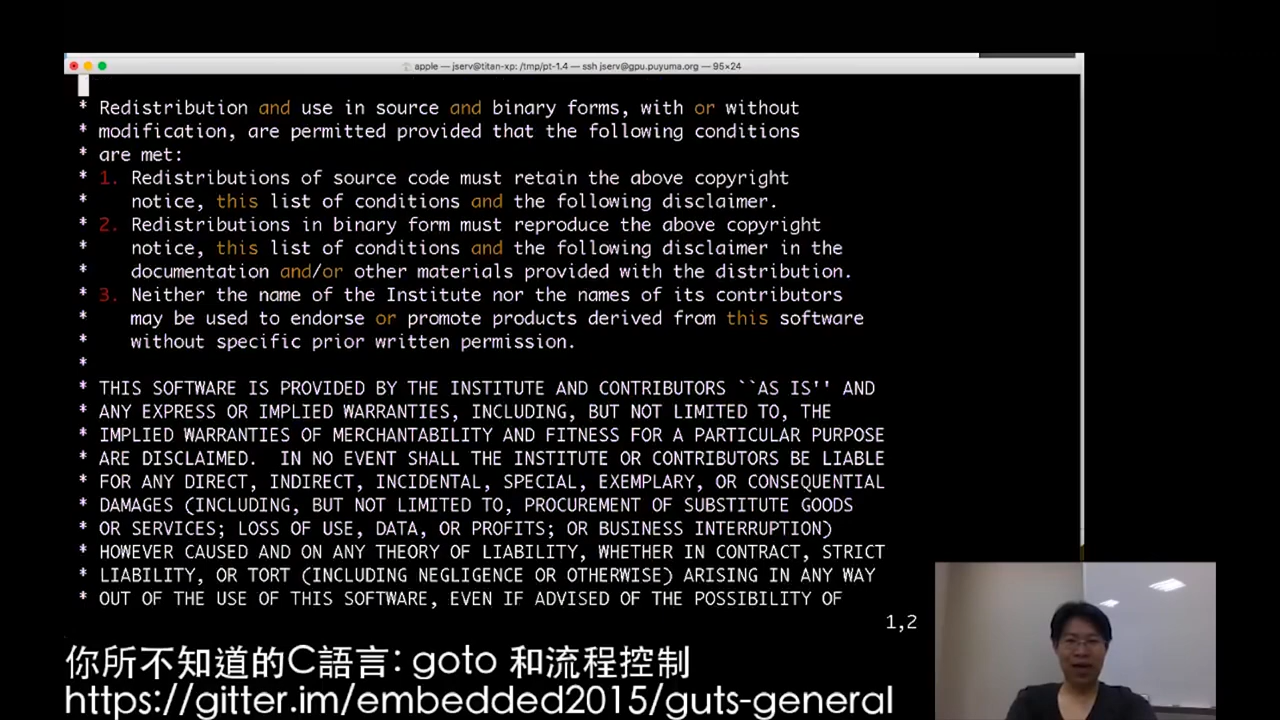 apple — jserv@titan-xp: /tmp/pt-1.4 — ssh jserv@gpu.puyuma.org — 95×24
* Redistribution and use in source and binary forms, with or without
* modification, are permitted provided that the following conditions
* are met:
* 1. Redistributions of source code must retain the above copyright
*    notice, this list of conditions and the following disclaimer.
* 2. Redistributions in binary form must reproduce the above copyright
*    notice, this list of conditions and the following disclaimer in the
*    documentation and/or other materials provided with the distribution.
* 3. Neither the name of the Institute nor the names of its contributors
*    may be used to endorse or promote products derived from this software
*    without specific prior written permission.
*
* THIS SOFTWARE IS PROVIDED BY THE INSTITUTE AND CONTRIBUTORS ``AS IS'' AND
* ANY EXPRESS OR IMPLIED WARRANTIES, INCLUDING, BUT NOT LIMITED TO, THE
* IMPLIED WARRANTIES OF MERCHANTABILITY AND FITNESS FOR A PARTICULAR PURPOSE
* ARE DISCLAIMED.  IN NO EVENT SHALL THE INSTITUTE OR CONTRIBUTORS BE LIABLE
* FOR ANY DIRECT, INDIRECT, INCIDENTAL, SPECIAL, EXEMPLARY, OR CONSEQUENTIAL
* DAMAGES (INCLUDING, BUT NOT LIMITED TO, PROCUREMENT OF SUBSTITUTE GOODS
* OR SERVICES; LOSS OF USE, DATA, OR PROFITS; OR BUSINESS INTERRUPTION)
* HOWEVER CAUSED AND ON ANY THEORY OF LIABILITY, WHETHER IN CONTRACT, STRICT
* LIABILITY, OR TORT (INCLUDING NEGLIGENCE OR OTHERWISE) ARISING IN ANY WAY
* OUT OF THE USE OF THIS SOFTWARE, EVEN IF ADVISED OF THE POSSIBILITY OF
1,2
你所不知道的C語言: goto 和流程控制
https://gitter.im/embedded2015/guts-general